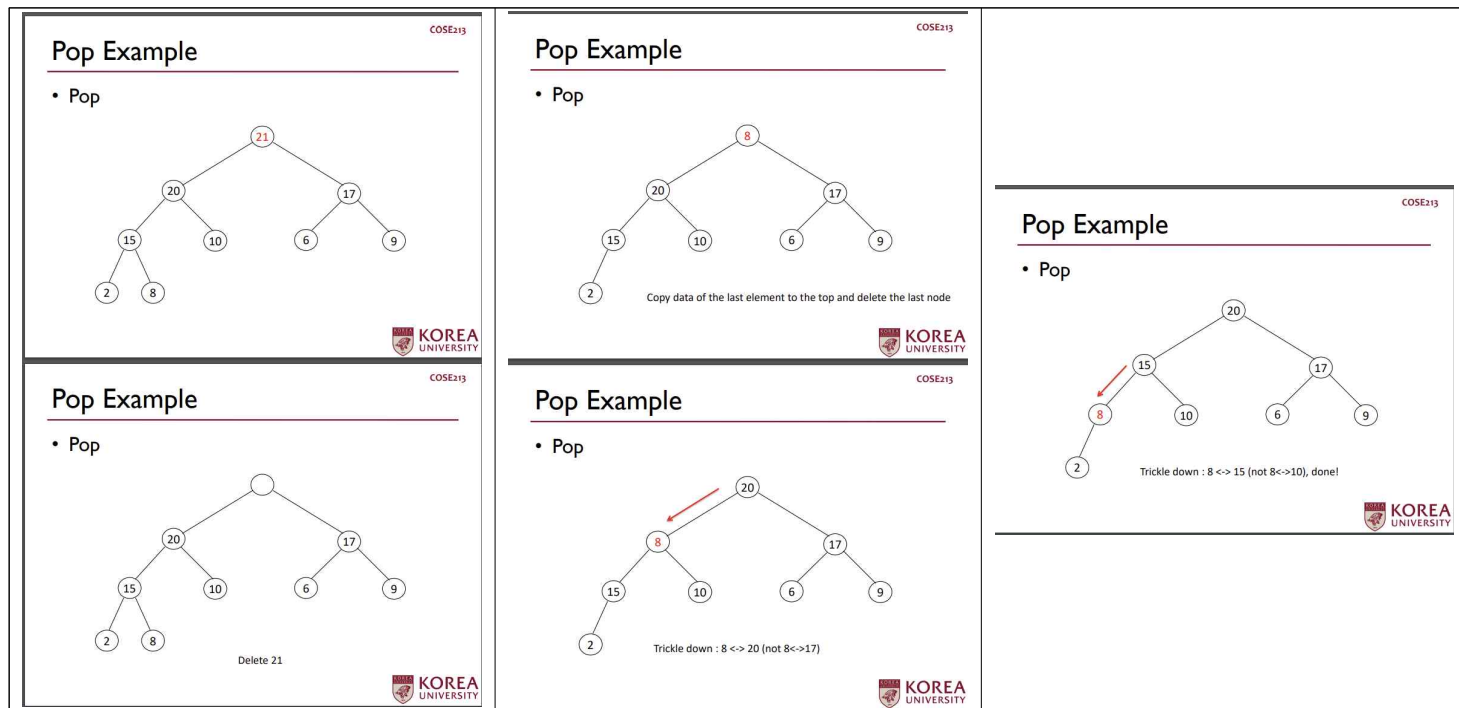 COSE213
Pop Example
• Pop
21
20
17
15
10
6
9
2
8
KOREA
UNIVERSITY
COSE213
Pop Example
• Pop
20
17
15
10
6
9
2
8
Delete 21
KOREA
UNIVERSITY
COSE213
Pop Example
• Pop
8
20
17
15
10
6
9
2
Copy data of the last element to the top and delete the last node
KOREA
UNIVERSITY
COSE213
Pop Example
• Pop
20
8
17
15
10
6
9
2
Trickle down : 8 <-> 20 (not 8<->17)
KOREA
UNIVERSITY
COSE213
Pop Example
• Pop
20
15
17
8
10
6
9
2
Trickle down : 8 <-> 15 (not 8<->10), done!
KOREA
UNIVERSITY